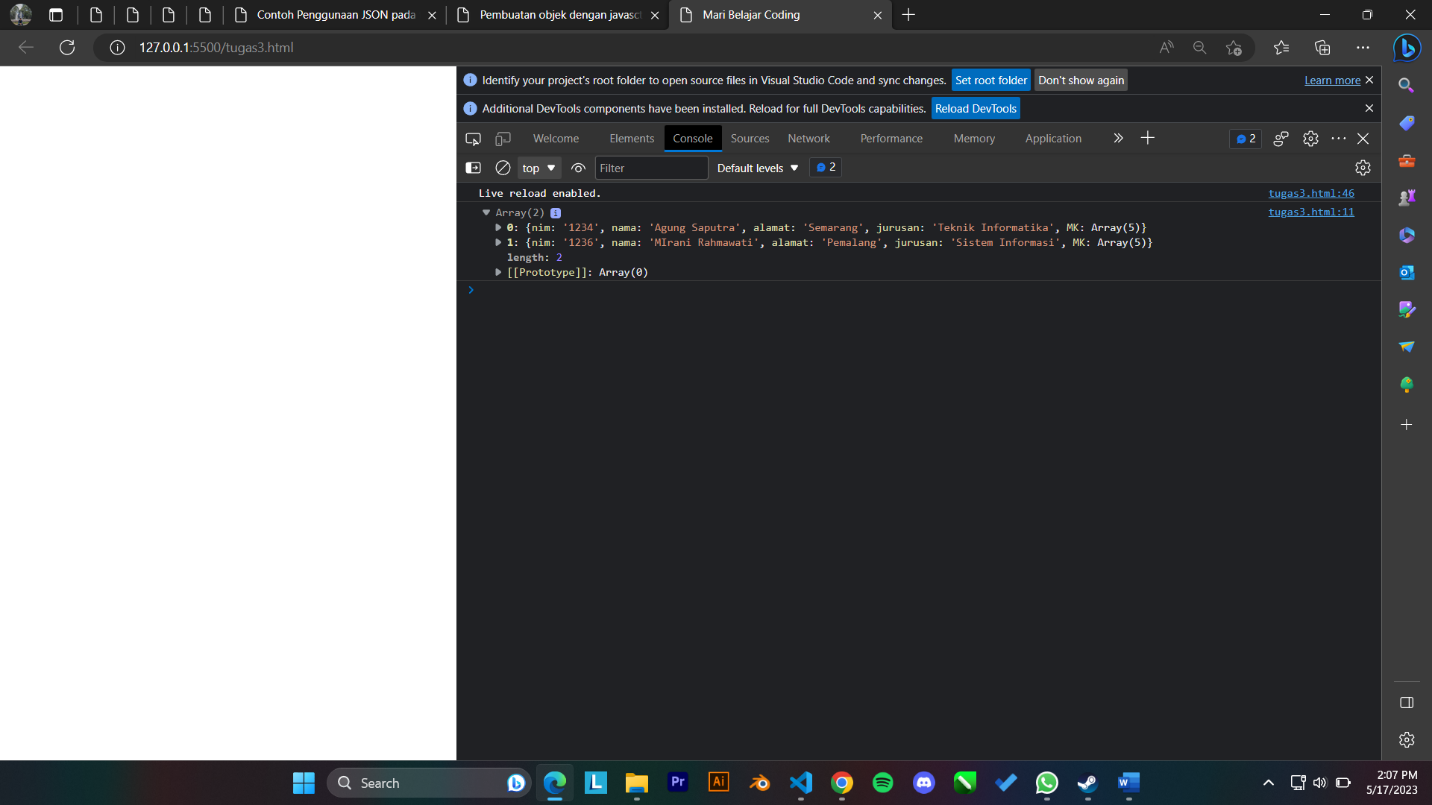 Contoh Penggunaan JSON pada
Pembuatan objek dengan javasc
Mari Belajar Coding
127.0.0.1:5500/tugas3.html
Identify your project's root folder to open source files in Visual Studio Code and sync changes. Set root folder Don't show again Learn more
Additional DevTools components have been installed. Reload for full DevTools capabilities. Reload DevTools
Welcome Elements Console Sources Network Performance Memory Application 2
top Filter Default levels 2
Live reload enabled. tugas3.html:46
Array(2) tugas3.html:11
0: {nim: '1234', nama: 'Agung Saputra', alamat: 'Semarang', jurusan: 'Teknik Informatika', MK: Array(5)}
1: {nim: '1236', nama: 'MIrani Rahmawati', alamat: 'Pemalang', jurusan: 'Sistem Informasi', MK: Array(5)}
length: 2
[[Prototype]]: Array(0)
Search
L
Pr
Ai
2:07 PM
5/17/2023